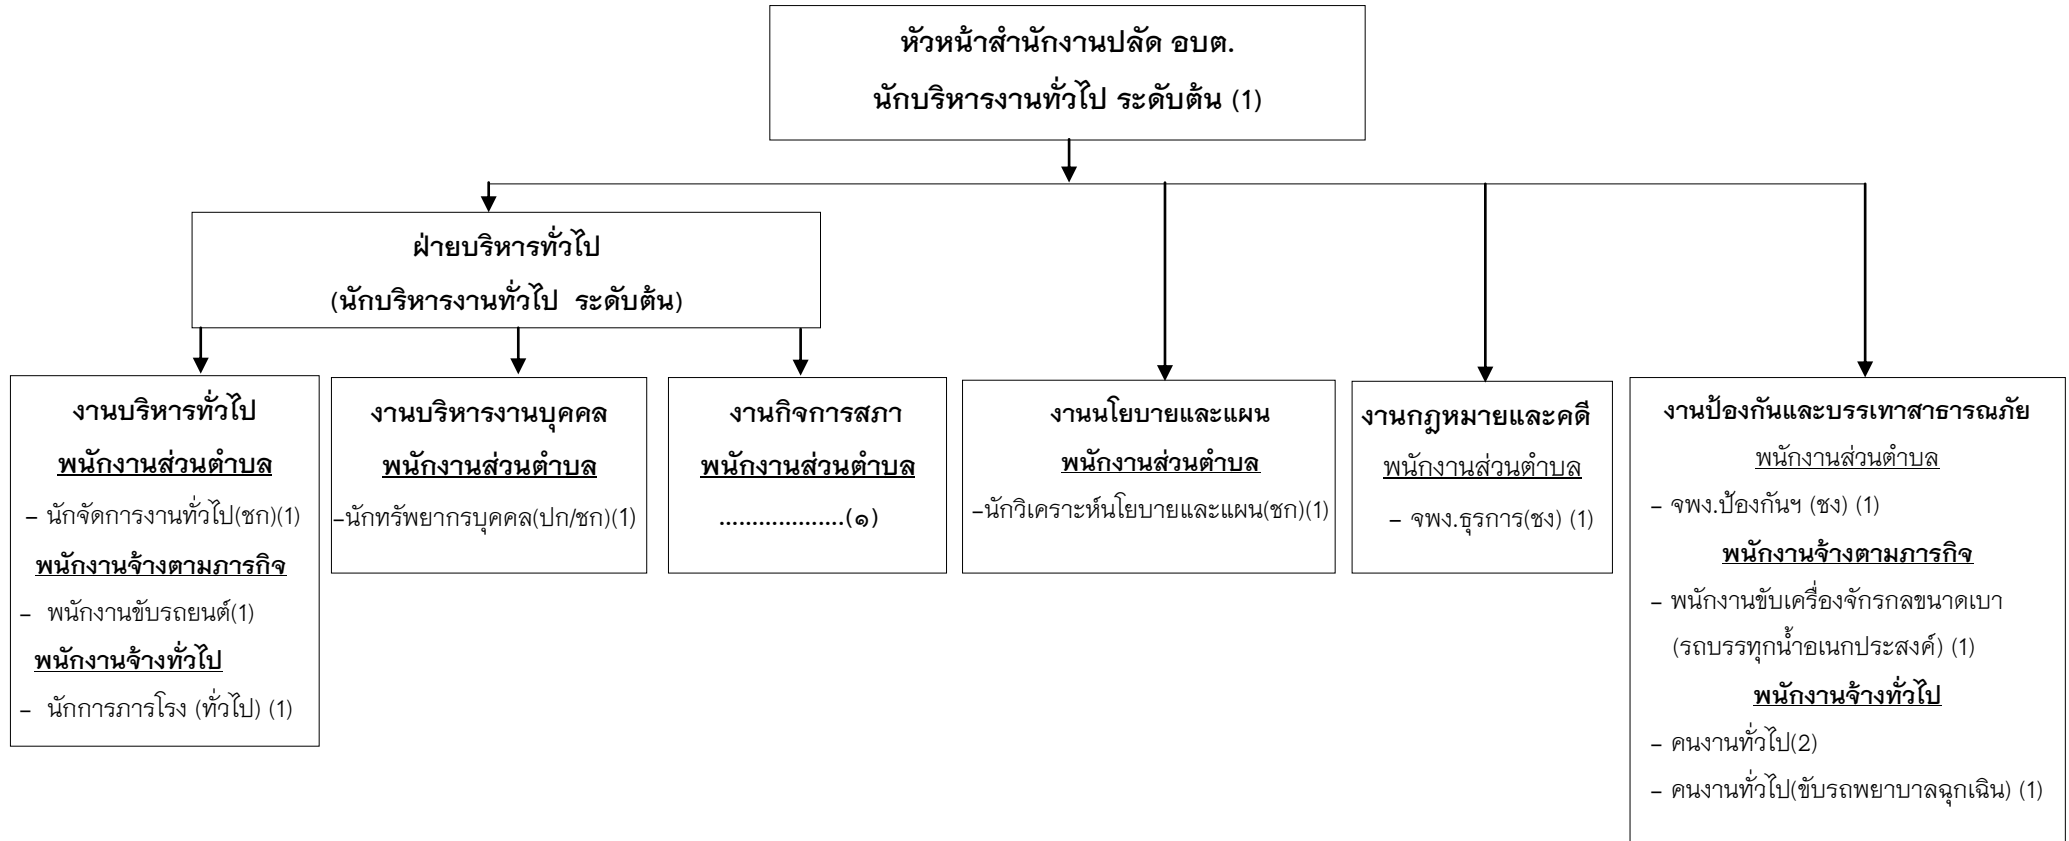 หัวหน้าสำนักงานปลัด อบต.
นักบริหารงานทั่วไป ระดับต้น (1)
ฝ่ายบริหารทั่วไป
(นักบริหารงานทั่วไป ระดับต้น)
งานบริหารทั่วไป
พนักงานส่วนตำบล
– นักจัดการงานทั่วไป(ชก)(1)
พนักงานจ้างตามภารกิจ
– พนักงานขับรถยนต์(1)
พนักงานจ้างทั่วไป
– นักการภารโรง (ทั่วไป) (1)
งานบริหารงานบุคคล
พนักงานส่วนตำบล
–นักทรัพยากรบุคคล(ปก/ชก)(1)
งานกิจการสภา
พนักงานส่วนตำบล
...................(๑)
งานนโยบายและแผน
พนักงานส่วนตำบล
–นักวิเคราะห์นโยบายและแผน(ชก)(1)
งานกฎหมายและคดี
พนักงานส่วนตำบล
– จพง.ธุรการ(ชง) (1)
งานป้องกันและบรรเทาสาธารณภัย
พนักงานส่วนตำบล
– จพง.ป้องกันฯ (ชง) (1)
พนักงานจ้างตามภารกิจ
– พนักงานขับเครื่องจักรกลขนาดเบา
(รถบรรทุกน้ำอเนกประสงค์) (1)
พนักงานจ้างทั่วไป
– คนงานทั่วไป(2)
– คนงานทั่วไป(ขับรถพยาบาลฉุกเฉิน) (1)